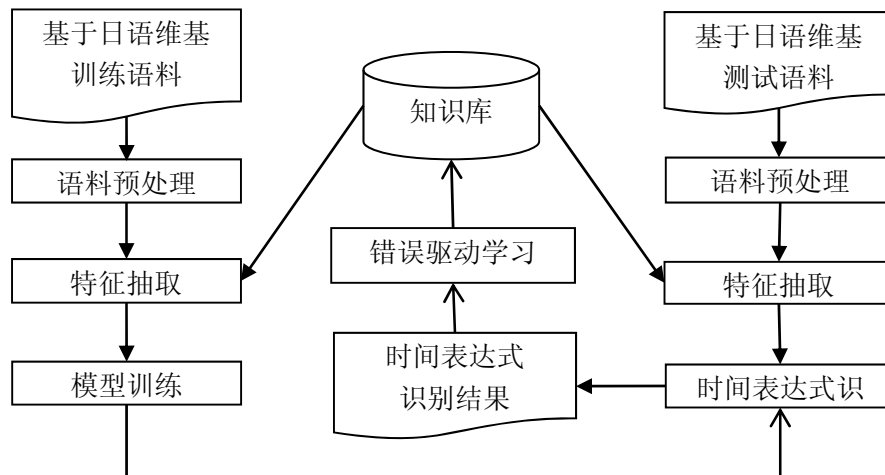 基于日语维基
训练语料
语料预处理
特征抽取
模型训练
知识库
错误驱动学习
时间表达式
识别结果
基于日语维基
测试语料
语料预处理
特征抽取
时间表达式识